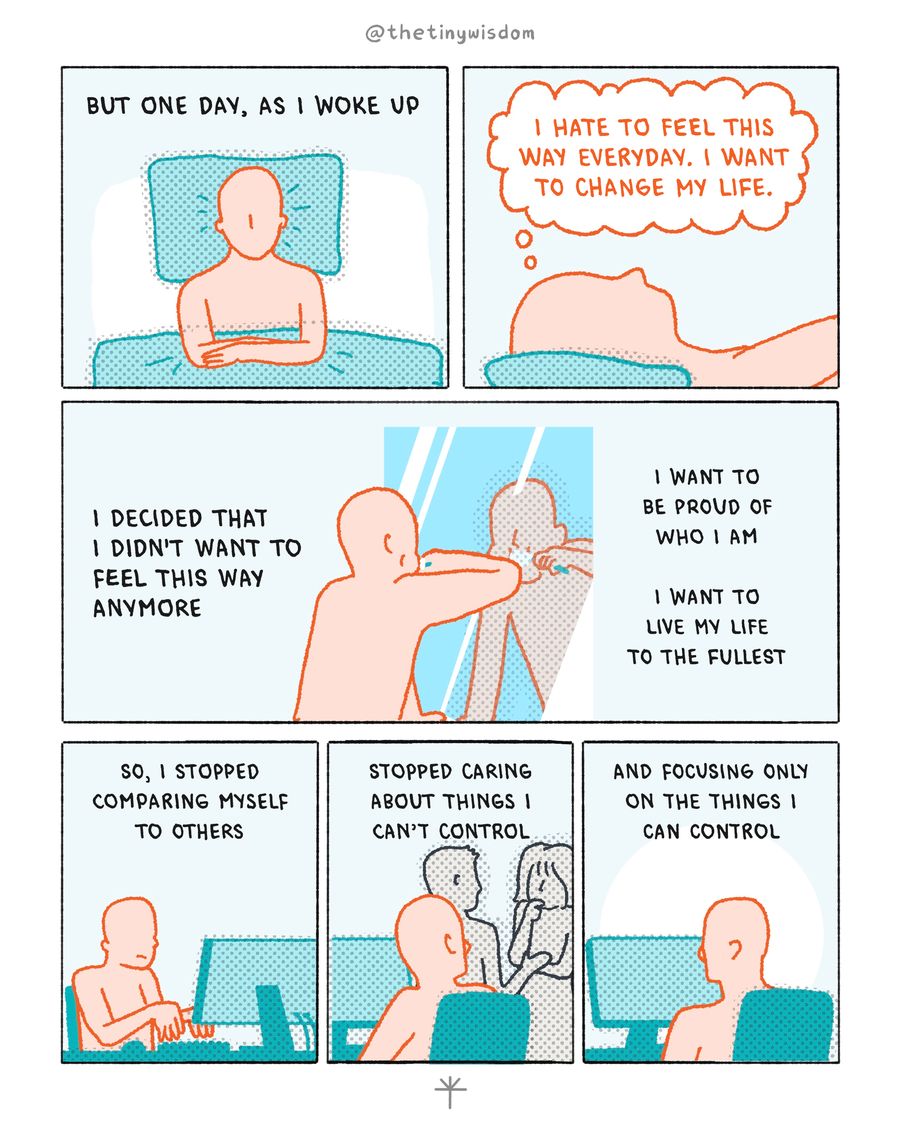 @thetinywisdom
BUT ONE DAY, AS I WOKE UP
I HATE TO FEEL THIS
WAY EVERYDAY. I WANT
TO CHANGE MY LIFE.
I DECIDED THAT
I DIDN'T WANT TO
FEEL THIS WAY
ANYMORE
I WANT TO
BE PROUD OF
WHO I AM
I WANT TO
LIVE MY LIFE
TO THE FULLEST
SO, I STOPPED
COMPARING MYSELF
TO OTHERS
STOPPED CARING
ABOUT THINGS I
CAN'T CONTROL
AND FOCUSING ONLY
ON THE THINGS I
CAN CONTROL